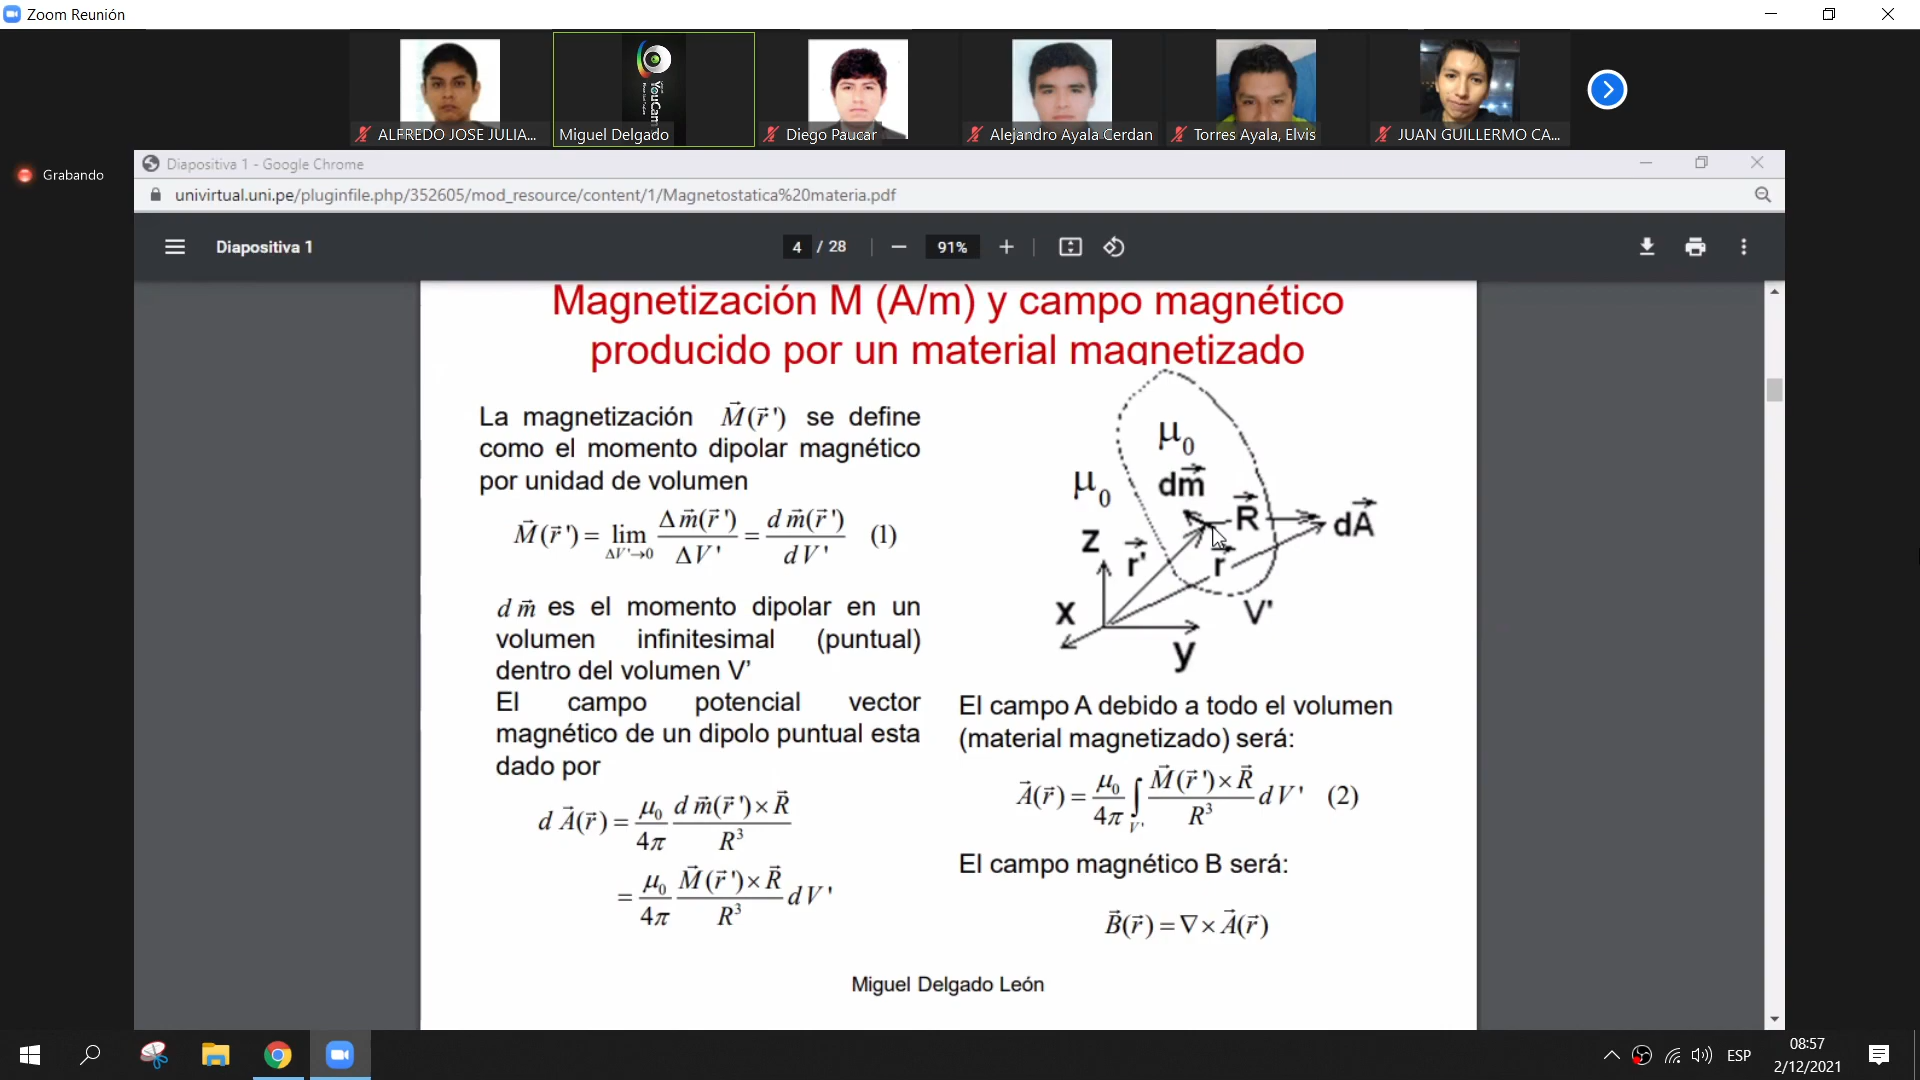 Zoom Reunión
ALFREDO JOSE JULIA...
YouCam
Miguel Delgado
Diego Paucar
Alejandro Ayala Cerdan
Torres Ayala, Elvis
JUAN GUILLERMO CA...
Grabando
Diapositiva 1 - Google Chrome
univirtual.uni.pe/pluginfile.php/352605/mod_resource/content/1/Magnetostatica%20materia.pdf
Diapositiva 1
4 / 28
91%
Magnetización M (A/m) y campo magnético
producido por un material magnetizado
La magnetización M⃗(r⃗') se define
como el momento dipolar magnético
por unidad de volumen
M⃗(r⃗') = lim ΔV'→0 Δm⃗(r⃗')/ΔV' = d m⃗(r⃗')/dV' (1)
d m⃗ es el momento dipolar en un
volumen infinitesimal (puntual)
dentro del volumen V'
El campo potencial vector
magnético de un dipolo puntual esta
dado por
d A⃗(r⃗) = μ₀/4π d m⃗(r⃗')×R⃗/R³
= μ₀/4π M⃗(r⃗')×R⃗/R³ dV'
μ₀
μ₀
dm⃗
R⃗
dA⃗
z
r⃗'
r⃗
x
V'
y
El campo A debido a todo el volumen
(material magnetizado) será:
A⃗(r⃗) = μ₀/4π ∫V' M⃗(r⃗')×R⃗/R³ dV' (2)
El campo magnético B será:
B⃗(r⃗) = ∇× A⃗(r⃗)
Miguel Delgado León
ESP
08:57
2/12/2021